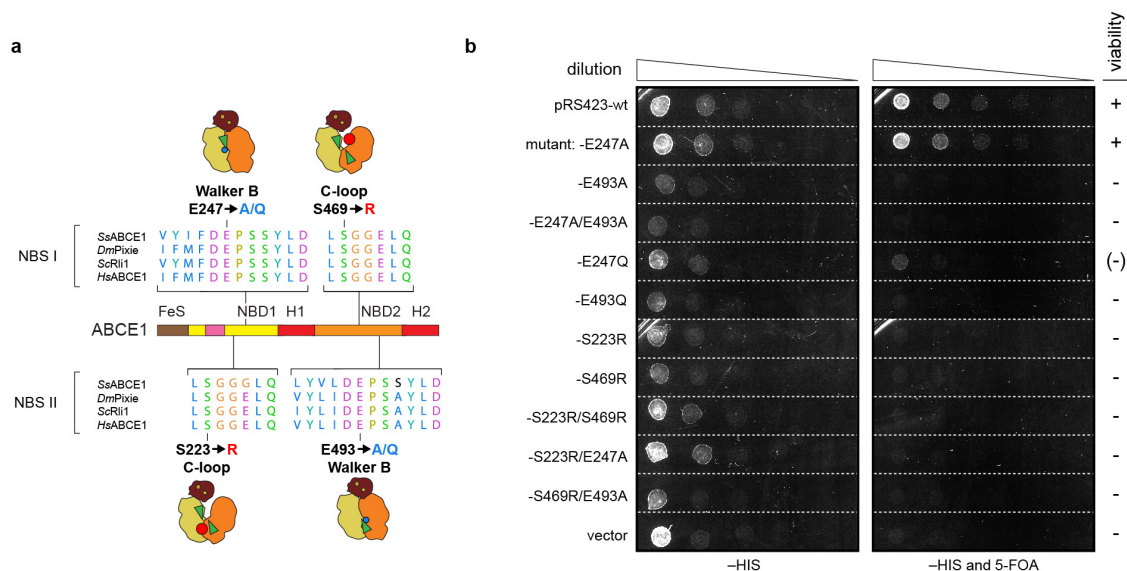 a
Walker B
E247→A/Q
C-loop
S469→R
NBS I
SsABCE1 V Y I F D E P S S Y L D L S G G E L Q
DmPixie I F M F D E P S S Y L D L S G G E L Q
ScRli1 V Y M F D E P S S Y L D L S G G E L Q
HsABCE1 I F M F D E P S S Y L D L S G G E L Q
FeS NBD1 H1 NBD2 H2
ABCE1
NBS II
SsABCE1 L S G G G L Q L Y V L D E P S S Y L D
DmPixie L S G G E L Q V Y L I D E P S A Y L D
ScRli1 L S G G E L Q I Y L I D E P S A Y L D
HsABCE1 L S G G E L Q V Y L I D E P S A Y L D
S223→R
C-loop
E493→A/Q
Walker B
b
dilution
viability
pRS423-wt +
mutant: -E247A +
-E493A -
-E247A/E493A -
-E247Q (-)
-E493Q -
-S223R -
-S469R -
-S223R/S469R -
-S223R/E247A -
-S469R/E493A -
vector -
–HIS
–HIS and 5-FOA